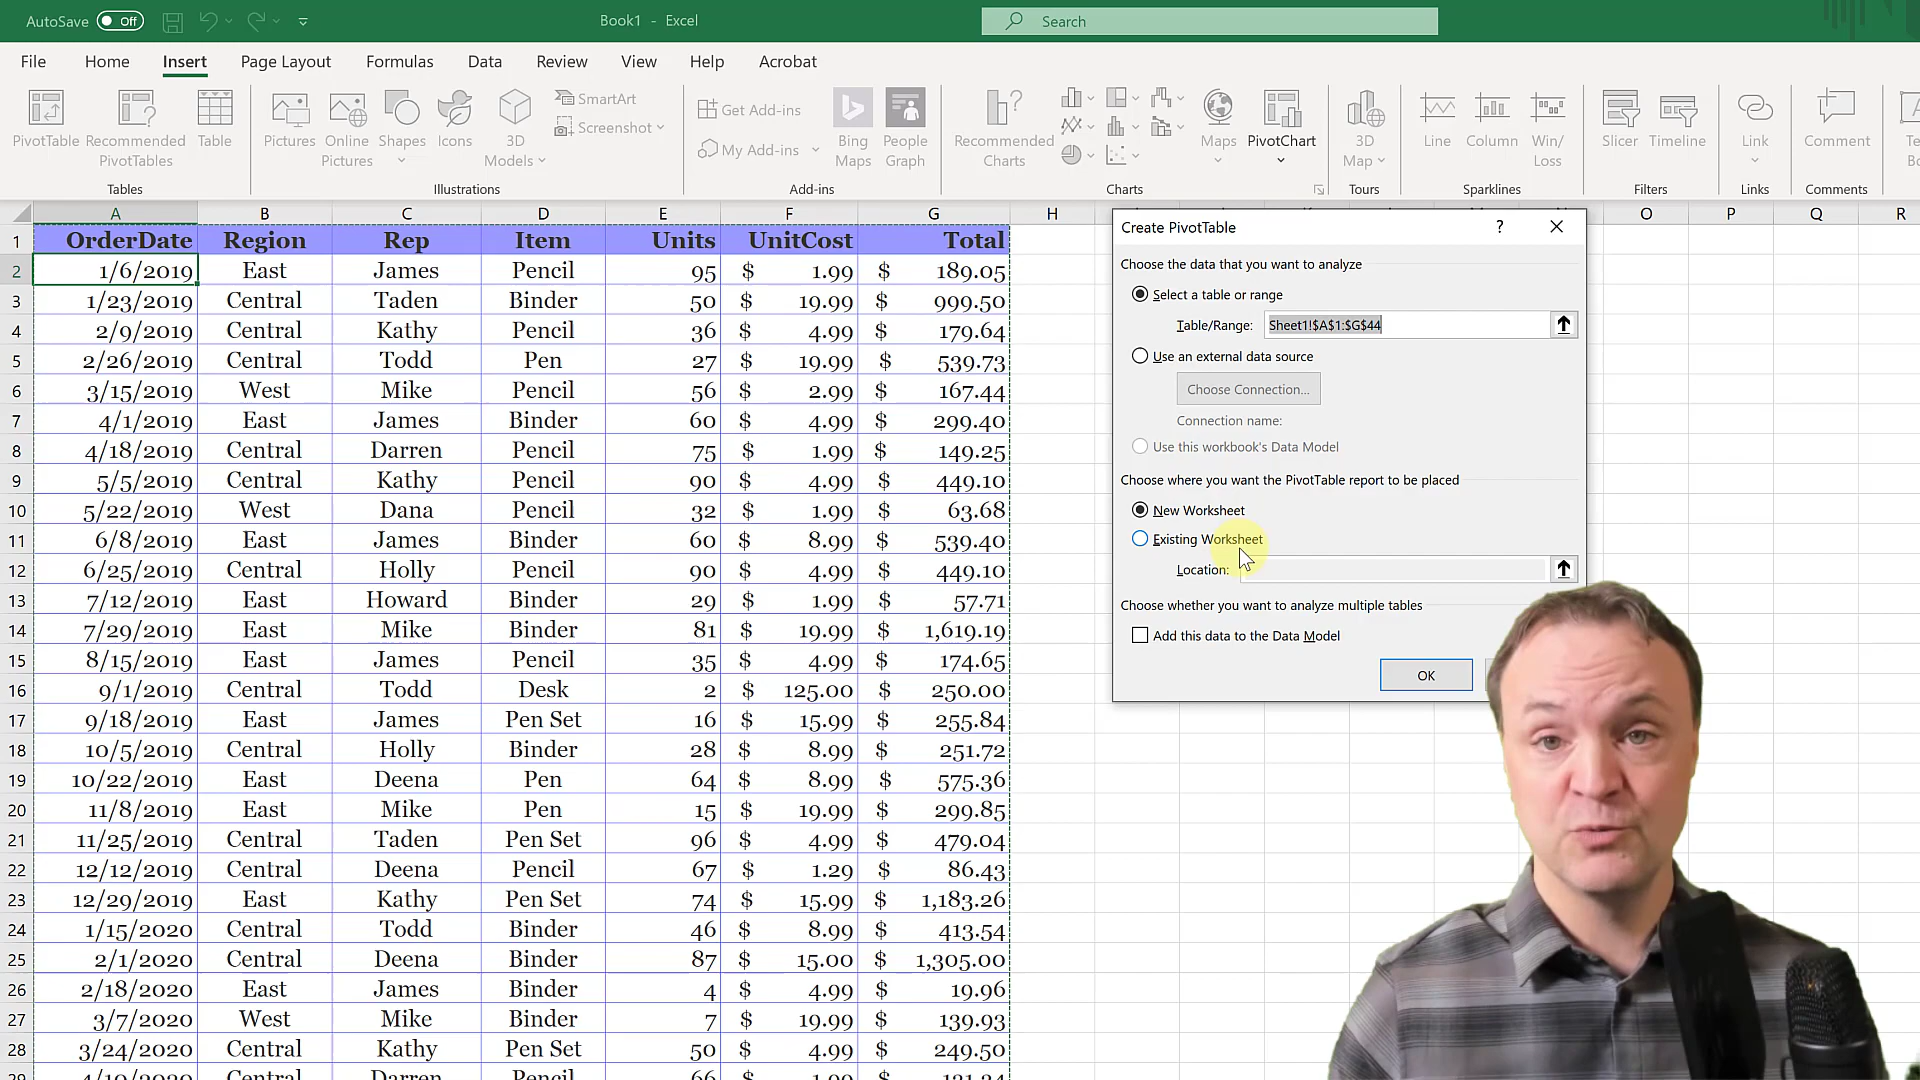 AutoSave Off Book1 - Excel Search
File Home Insert Page Layout Formulas Data Review View Help Acrobat
PivotTable Recommended PivotTables Table
Pictures Online Pictures Shapes Icons 3D Models SmartArt Screenshot
Get Add-ins My Add-ins Bing Maps People Graph
Recommended Charts Maps PivotChart 3D Map
Line Column Win/Loss Slicer Timeline Link Comment
Tables Illustrations Add-ins Charts Tours Sparklines Filters Links Comments
A B C D E F G H O P Q R
1 OrderDate Region Rep Item Units UnitCost Total
2 1/6/2019 East James Pencil 95 $ 1.99 $ 189.05
3 1/23/2019 Central Taden Binder 50 $ 19.99 $ 999.50
4 2/9/2019 Central Kathy Pencil 36 $ 4.99 $ 179.64
5 2/26/2019 Central Todd Pen 27 $ 19.99 $ 539.73
6 3/15/2019 West Mike Pencil 56 $ 2.99 $ 167.44
7 4/1/2019 East James Binder 60 $ 4.99 $ 299.40
8 4/18/2019 Central Darren Pencil 75 $ 1.99 $ 149.25
9 5/5/2019 Central Kathy Pencil 90 $ 4.99 $ 449.10
10 5/22/2019 West Dana Pencil 32 $ 1.99 $ 63.68
11 6/8/2019 East James Binder 60 $ 8.99 $ 539.40
12 6/25/2019 Central Holly Pencil 90 $ 4.99 $ 449.10
13 7/12/2019 East Howard Binder 29 $ 1.99 $ 57.71
14 7/29/2019 East Mike Binder 81 $ 19.99 $ 1,619.19
15 8/15/2019 East James Pencil 35 $ 4.99 $ 174.65
16 9/1/2019 Central Todd Desk 2 $ 125.00 $ 250.00
17 9/18/2019 East James Pen Set 16 $ 15.99 $ 255.84
18 10/5/2019 Central Holly Binder 28 $ 8.99 $ 251.72
19 10/22/2019 East Deena Pen 64 $ 8.99 $ 575.36
20 11/8/2019 East Mike Pen 15 $ 19.99 $ 299.85
21 11/25/2019 Central Taden Pen Set 96 $ 4.99 $ 479.04
22 12/12/2019 Central Deena Pencil 67 $ 1.29 $ 86.43
23 12/29/2019 East Kathy Pen Set 74 $ 15.99 $ 1,183.26
24 1/15/2020 Central Todd Binder 46 $ 8.99 $ 413.54
25 2/1/2020 Central Deena Binder 87 $ 15.00 $ 1,305.00
26 2/18/2020 East James Binder 4 $ 4.99 $ 19.96
27 3/7/2020 West Mike Binder 7 $ 19.99 $ 139.93
28 3/24/2020 Central Kathy Pen Set 50 $ 4.99 $ 249.50
Create PivotTable ?
Choose the data that you want to analyze
Select a table or range
Table/Range: Sheet1!$A$1:$G$44
Use an external data source
Choose Connection...
Connection name:
Use this workbook's Data Model
Choose where you want the PivotTable report to be placed
New Worksheet
Existing Worksheet
Location:
Choose whether you want to analyze multiple tables
Add this data to the Data Model
OK